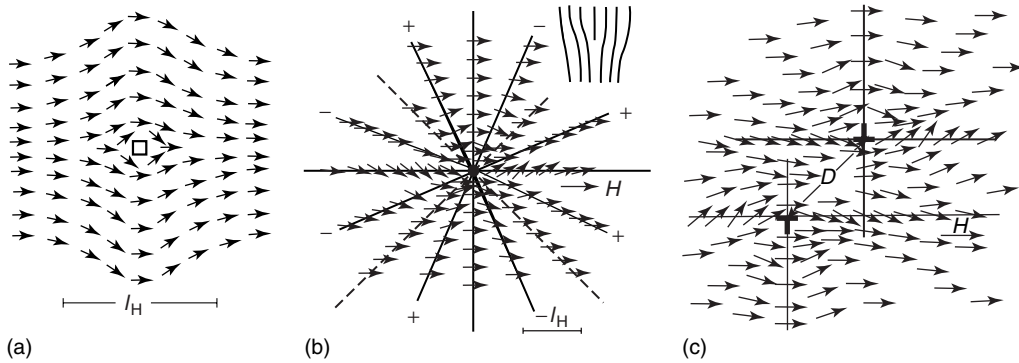 l_H
(a)
+ −
− +
H
− +
+ −l_H
(b)
D
H
(c)